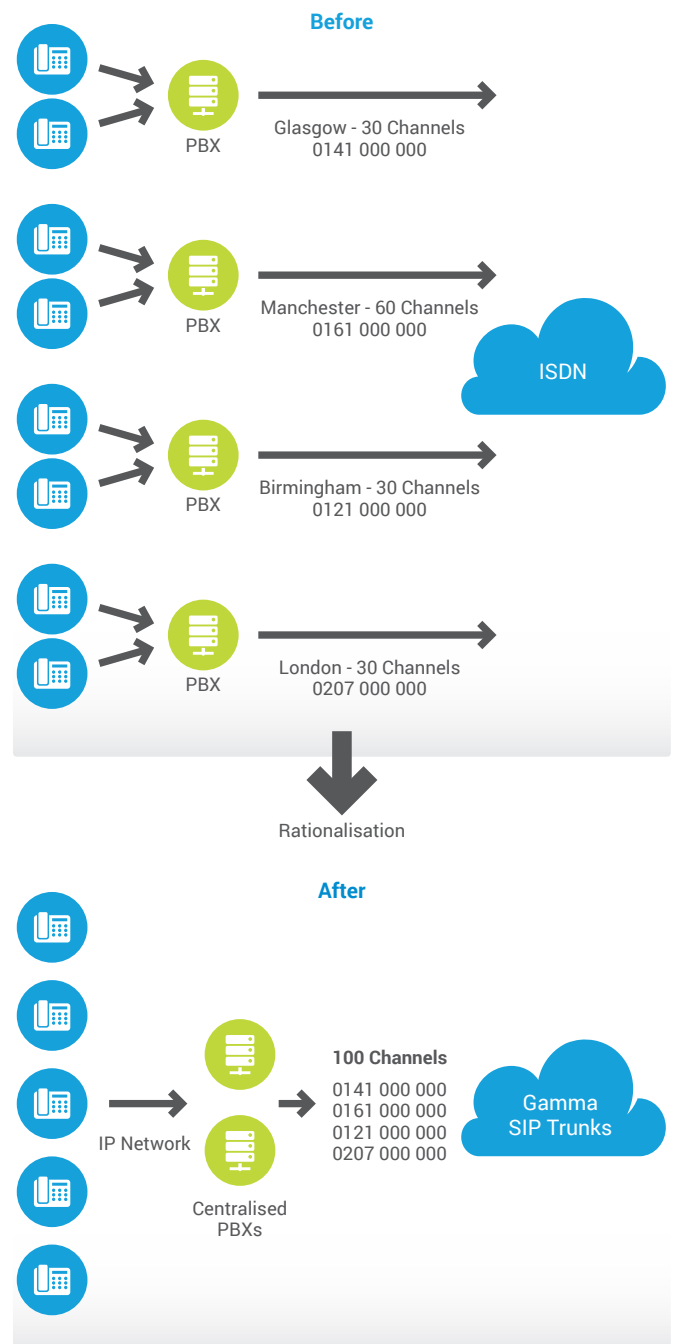 Before
PBX
Glasgow - 30 Channels
0141 000 000
PBX
Manchester - 60 Channels
0161 000 000
ISDN
PBX
Birmingham - 30 Channels
0121 000 000
PBX
London - 30 Channels
0207 000 000
Rationalisation
After
IP Network
Centralised
PBXs
100 Channels
0141 000 000
0161 000 000
0121 000 000
0207 000 000
Gamma
SIP Trunks